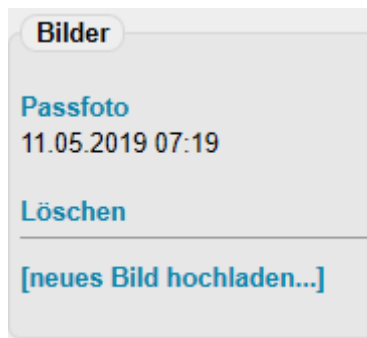 Bilder
Passfoto
11.05.2019 07:19
Löschen
[neues Bild hochladen...]